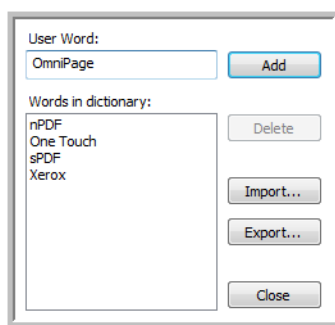 User Word:
OmniPage
Add
Words in dictionary:
nPDF
One Touch
sPDF
Xerox
Delete
Import...
Export...
Close